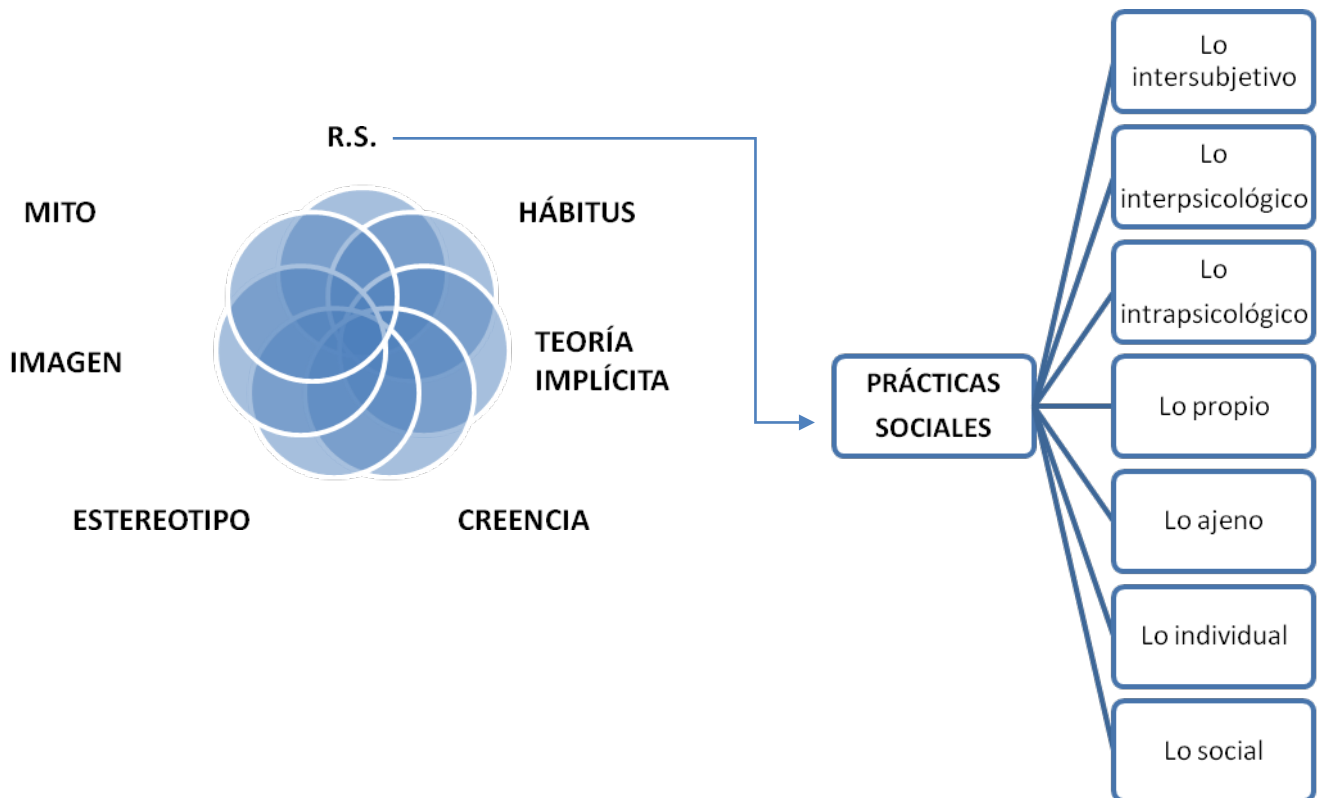 R.S.
MITO
HÁBITUS
IMAGEN
TEORÍA
IMPLÍCITA
ESTEREOTIPO
CREENCIA
PRÁCTICAS
SOCIALES
Lo
intersubjetivo
Lo
interpsicológico
Lo
intrapsicológico
Lo propio
Lo ajeno
Lo individual
Lo social